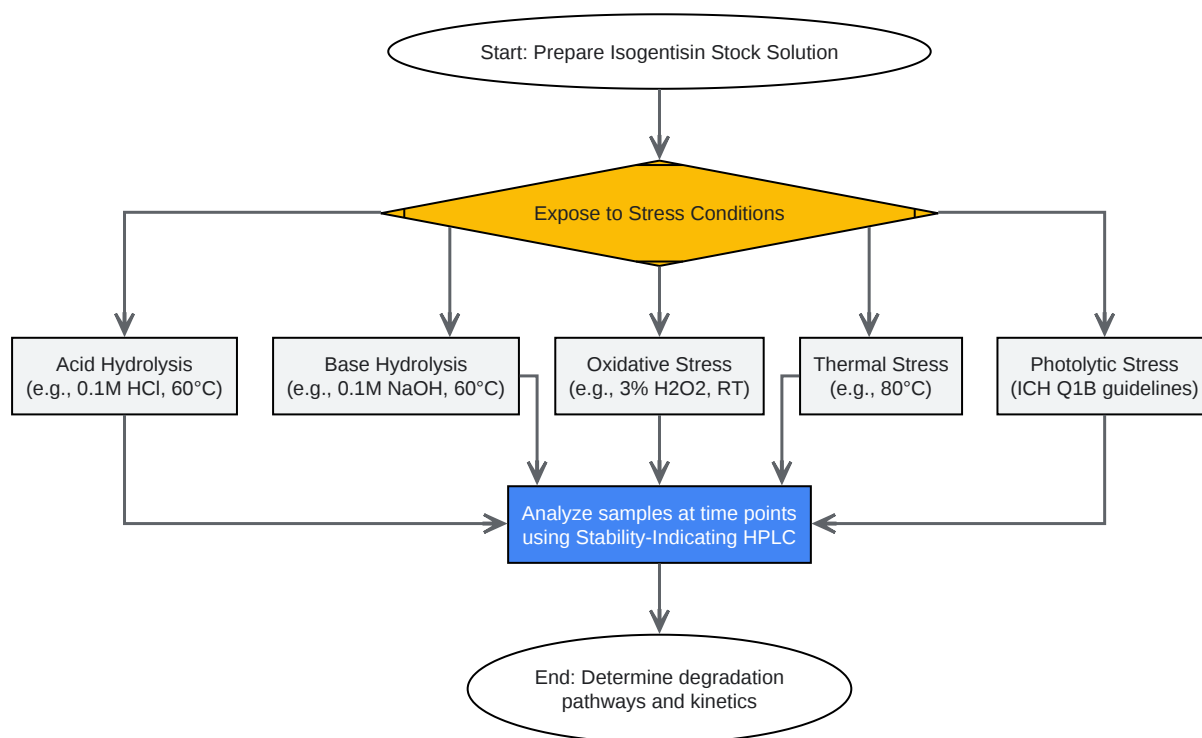 Start: Prepare Isogentisin Stock Solution
Expose to Stress Conditions
Acid Hydrolysis
(e.g., 0.1M HCl, 60°C)
Base Hydrolysis
(e.g., 0.1M NaOH, 60°C)
Oxidative Stress
(e.g., 3% H2O2, RT)
Thermal Stress
(e.g., 80°C)
Photolytic Stress
(ICH Q1B guidelines)
Analyze samples at time points
using Stability-Indicating HPLC
End: Determine degradation
pathways and kinetics